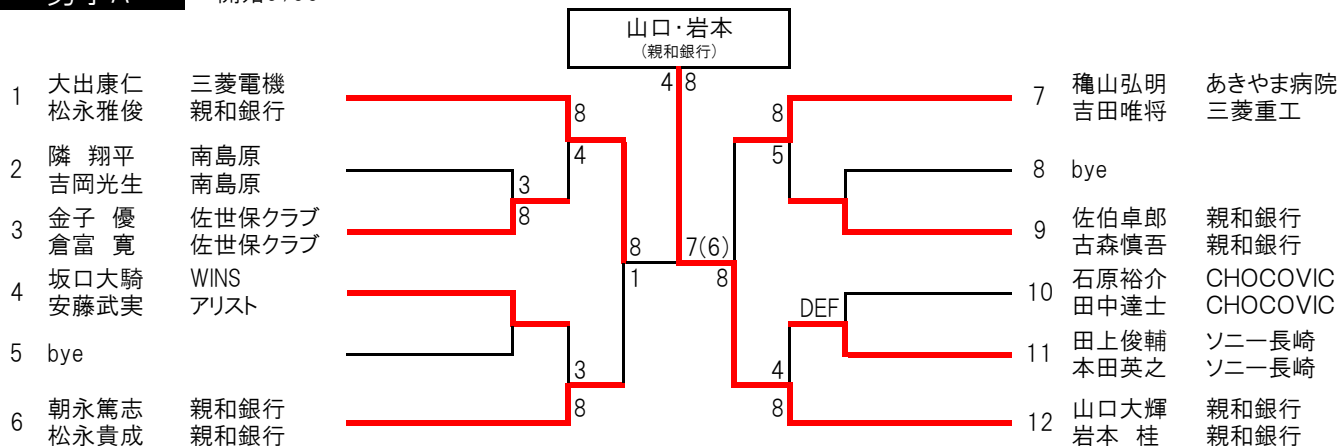 山口・岩本
(親和銀行)
4 8
1 大出康仁 三菱電機
松永雅俊 親和銀行
8
4
2 隣 翔平 南島原
吉岡光生 南島原
3
8
3 金子 優 佐世保クラブ
倉富 寛 佐世保クラブ
8
1
4 坂口大騎 WINS
安藤武実 アリスト
5 bye
3
8
6 朝永篤志 親和銀行
松永貴成 親和銀行
7 穐山弘明 あきやま病院
吉田唯将 三菱重工
8
5
8 bye
9 佐伯卓郎 親和銀行
古森慎吾 親和銀行
7(6)
8
10 石原裕介 CHOCOVIC
田中達士 CHOCOVIC
DEF
11 田上俊輔 ソニー長崎
本田英之 ソニー長崎
4
8
12 山口大輝 親和銀行
岩本 桂 親和銀行